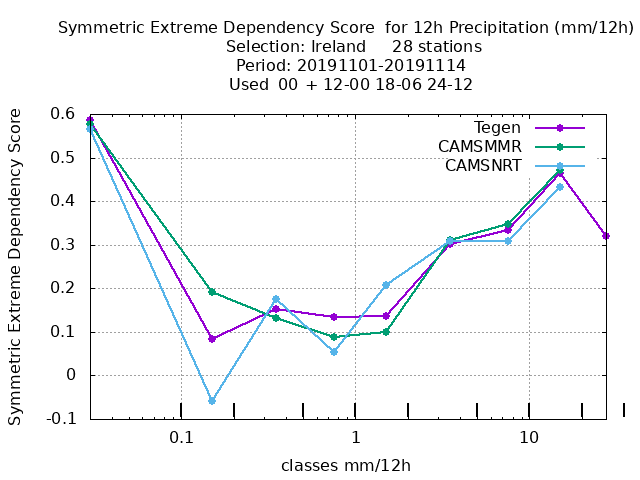 Symmetric Extreme Dependency Score  for 12h Precipitation (mm/12h)
Selection: Ireland     28 stations
Period: 20191101-20191114
Used  00  + 12-00 18-06 24-12
Symmetric Extreme Dependency Score
0.6
0.5
0.4
0.3
0.2
0.1
0
-0.1
Tegen
CAMSMMR
CAMSNRT
0.1
1
10
classes mm/12h